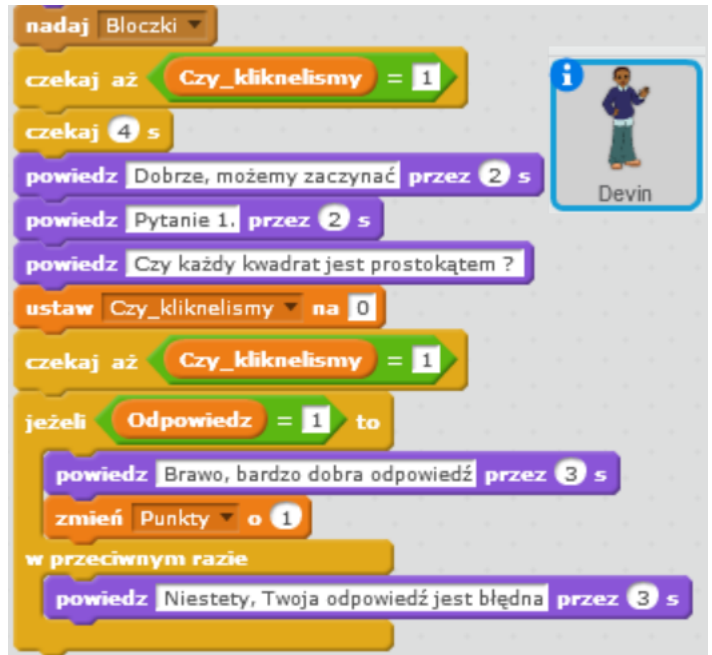 nadaj Bloczki
czekaj aż Czy_kliknelismy = 1
czekaj 4 s
powiedz Dobrze, możemy zaczynać przez 2 s
powiedz Pytanie 1. przez 2 s
powiedz Czy każdy kwadrat jest prostokątem ?
ustaw Czy_kliknelismy na 0
czekaj aż Czy_kliknelismy = 1
jeżeli Odpowiedz = 1 to
powiedz Brawo, bardzo dobra odpowiedź przez 3 s
zmień Punkty o 1
w przeciwnym razie
powiedz Niestety, Twoja odpowiedź jest błędna przez 3 s
i
Devin